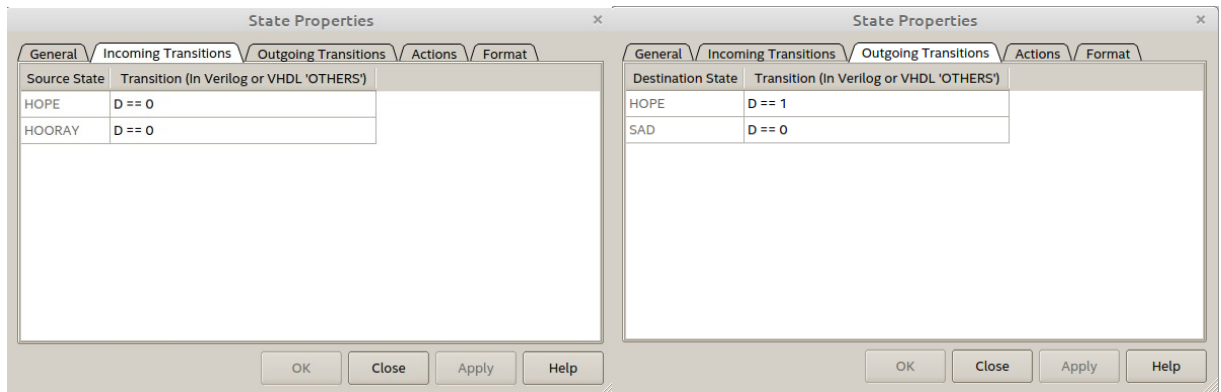 State Properties ×
General Incoming Transitions Outgoing Transitions Actions Format
Source State Transition (In Verilog or VHDL 'OTHERS')
HOPE D == 0
HOORAY D == 0
OK Close Apply Help
State Properties ×
General Incoming Transitions Outgoing Transitions Actions Format
Destination State Transition (In Verilog or VHDL 'OTHERS')
HOPE D == 1
SAD D == 0
OK Close Apply Help